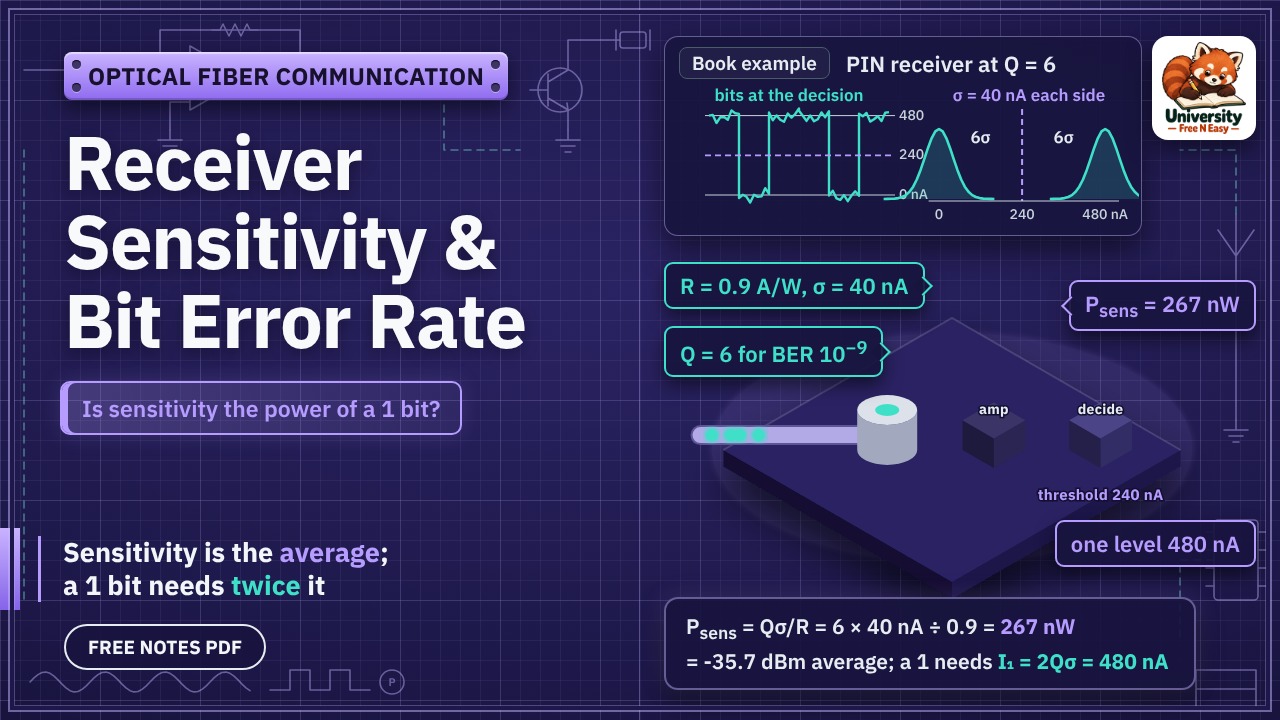 OPTICAL FIBER COMMUNICATION
Receiver
Sensitivity &
Bit Error Rate
Is sensitivity the power of a 1 bit?
Sensitivity is the average;
a 1 bit needs twice it
FREE NOTES PDF
P
Book example
PIN receiver at Q = 6
bits at the decision
σ = 40 nA each side
480
240
0 nA
6σ
6σ
0
240
480 nA
University
Free N Easy
R = 0.9 A/W, σ = 40 nA
Psens = 267 nW
Q = 6 for BER 10⁻⁹
amp
decide
threshold 240 nA
one level 480 nA
Psens = Qσ/R = 6 × 40 nA ÷ 0.9 = 267 nW
= -35.7 dBm average; a 1 needs I₁ = 2Qσ = 480 nA